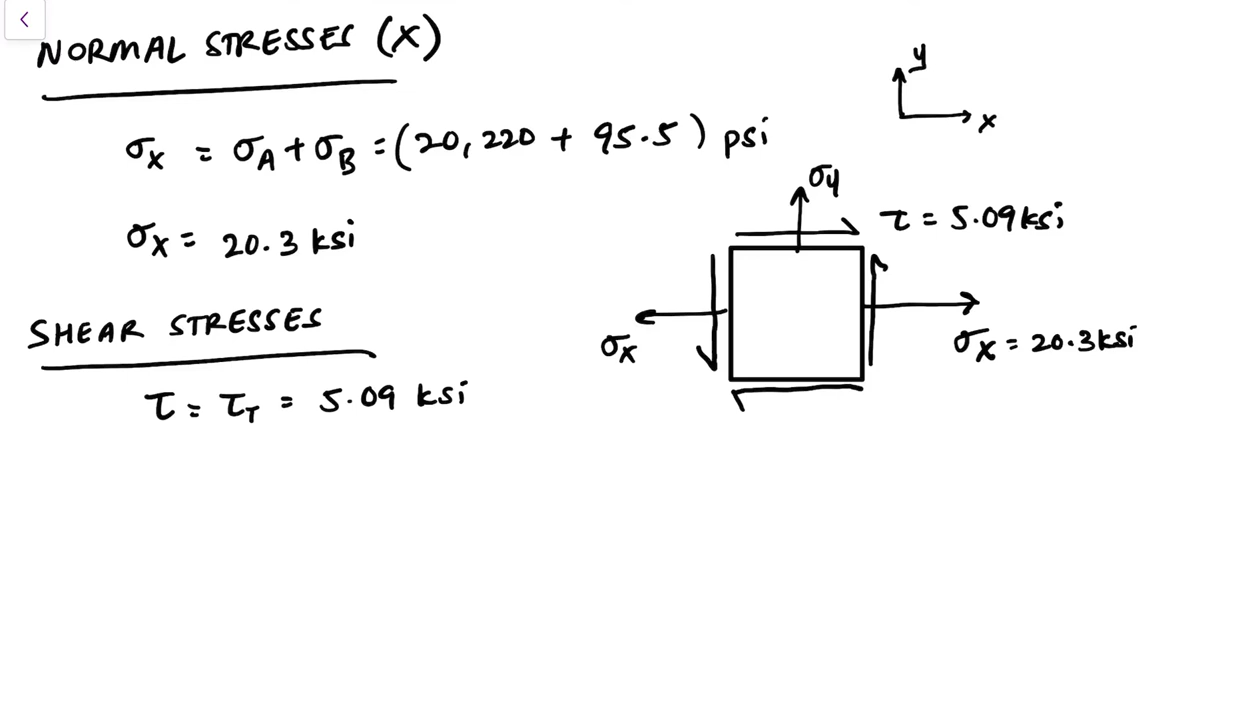 NORMAL STRESSES (X)
σx = σA + σB = (20,220 + 95.5) psi
σx = 20.3 ksi
SHEAR STRESSES
τ = τT = 5.09 ksi
y
x
σy
τ = 5.09 ksi
σx
σx = 20.3 ksi